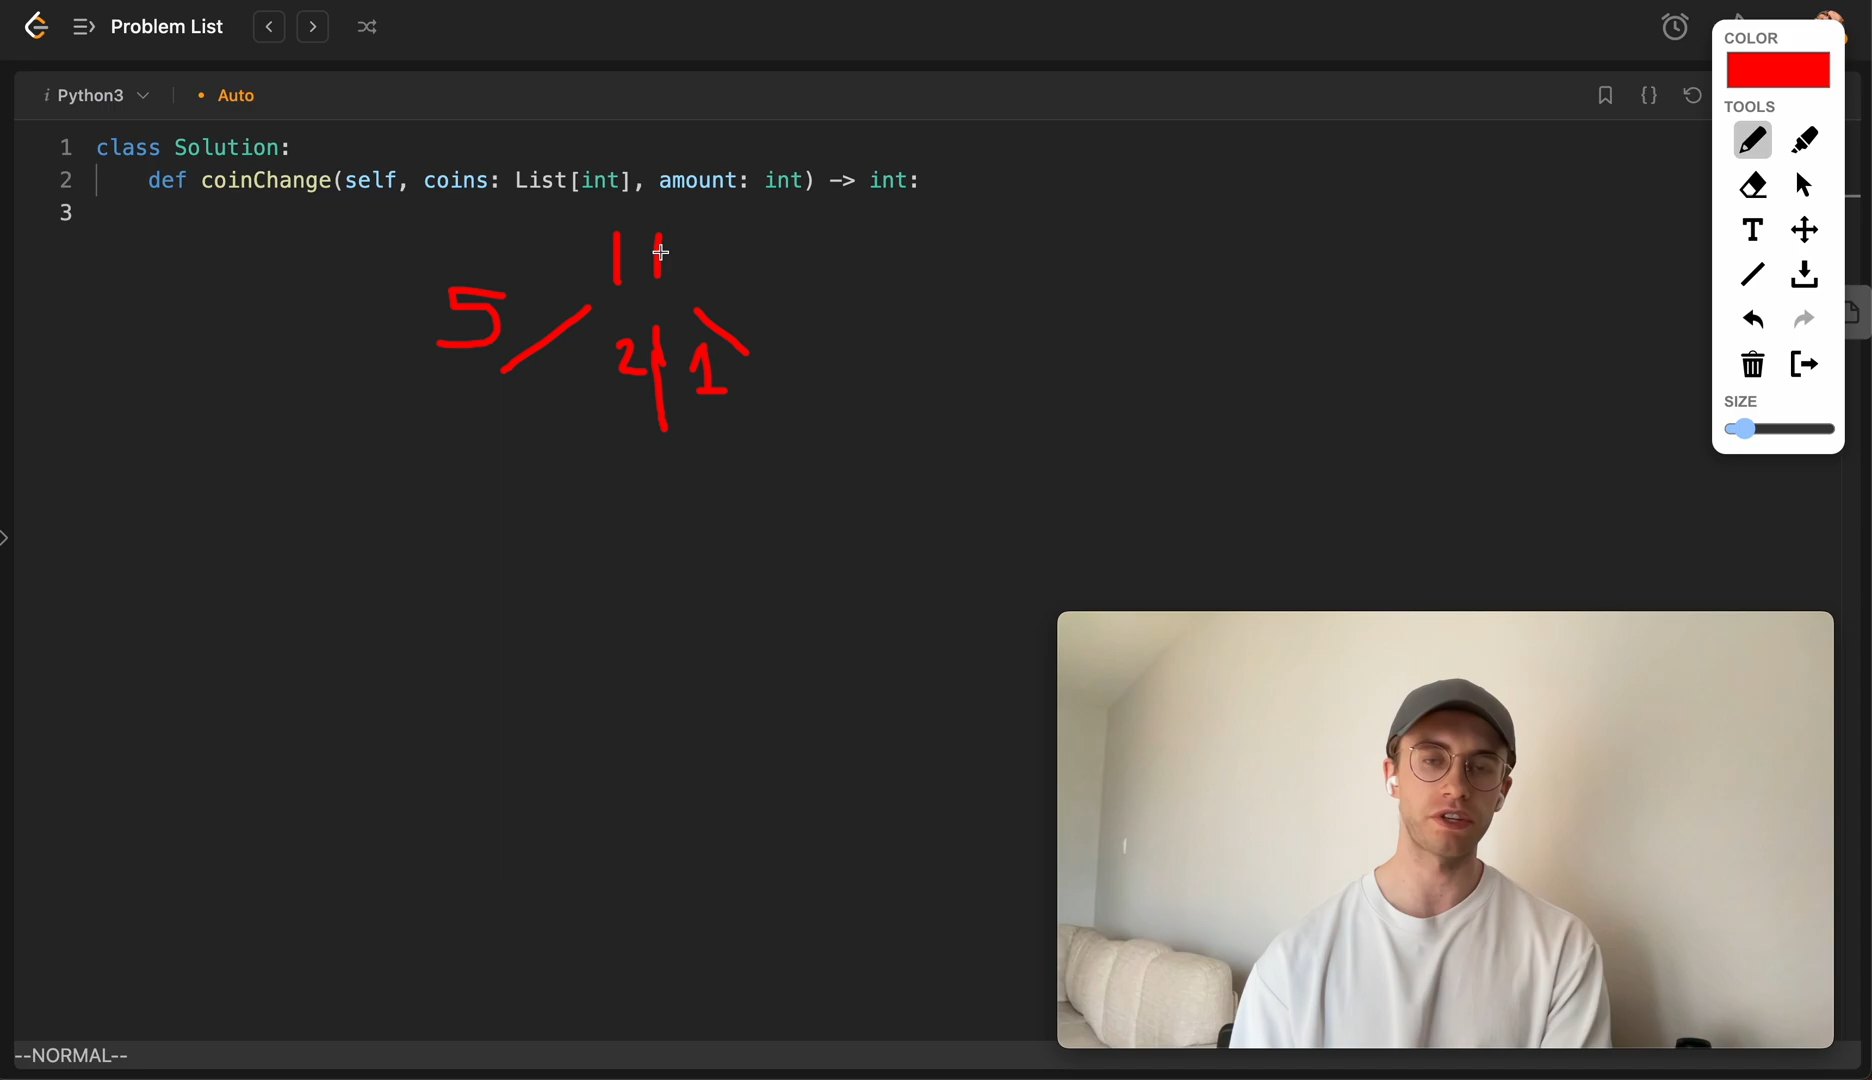 Problem List
Python3
• Auto
{}
1 class Solution:
2 def coinChange(self, coins: List[int], amount: int) -> int:
3
11
5
2
1
--NORMAL--
COLOR
TOOLS
T
SIZE